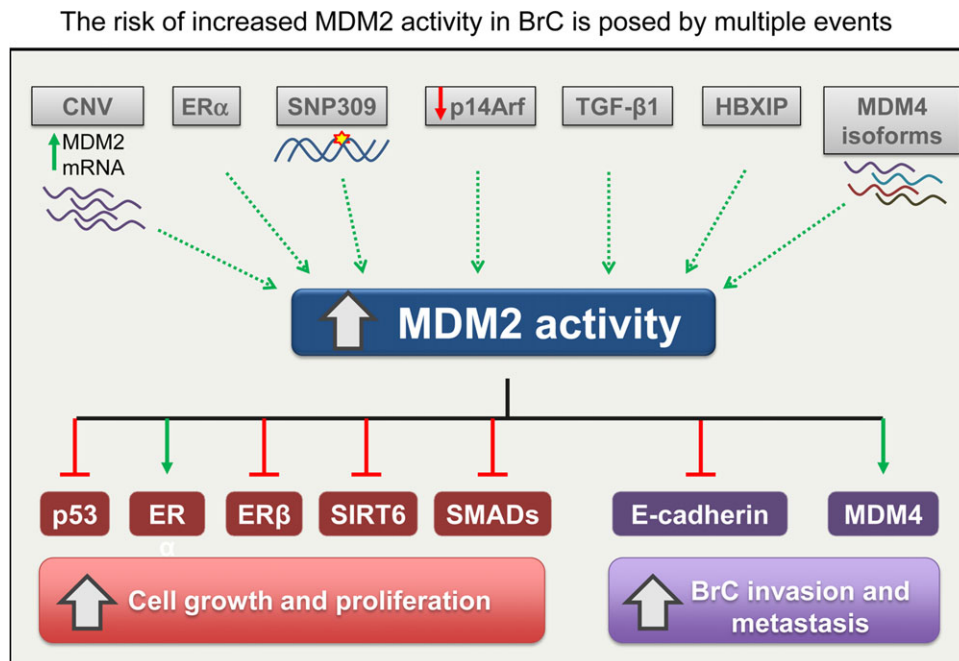 The risk of increased MDM2 activity in BrC is posed by multiple events
CNV
ERα
SNP309
p14Arf
TGF-β1
HBXIP
MDM4
isoforms
MDM2
mRNA
MDM2 activity
p53
ER
α
ERβ
SIRT6
SMADs
E-cadherin
MDM4
Cell growth and proliferation
BrC invasion and
metastasis